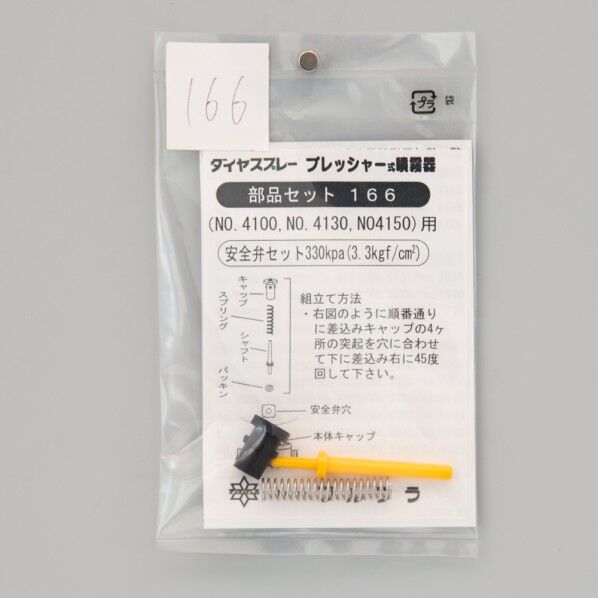 166
プラ
袋
ダイヤスプレー プレッシャー式噴霧器
部品セット 166
(NO. 4100, NO. 4130, NO4150) 用
安全弁セット330kpa(3.3kgf/cm²)
キャップ
スプリング
シャフト
パッキン
組立て方法
・右図のように順番通り
に差込みキャップの4ヶ
所の突起を穴に合わせ
て下に差込み右に45度
回して下さい。
安全弁穴
本体キャップ
ラ